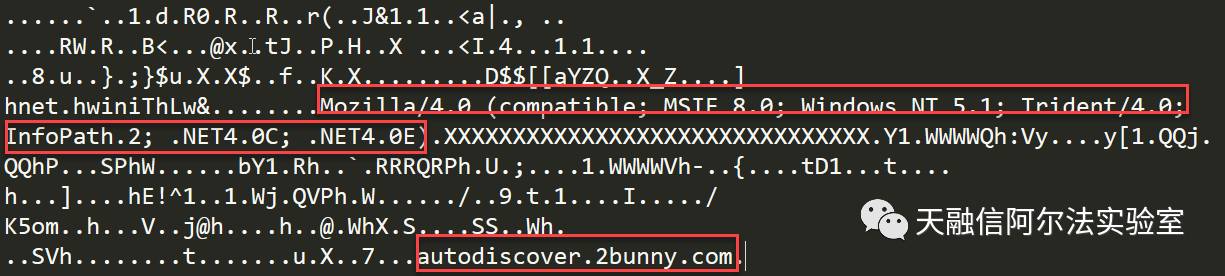 ......`..1.d.R0.R..R..r(..J&1.1..<a|., ..
....RW.R..B<...@x...tJ..P.H..X ...<I.4...1.1....
..8.u..}.;}$u.X.X$..f..K.X.........D$$[[aYZQ..X_Z....]
hnet.hwiniThLw&........Mozilla/4.0 (compatible; MSIE 8.0; Windows NT 5.1; Trident/4.0;
InfoPath.2; .NET4.0C; .NET4.0E).XXXXXXXXXXXXXXXXXXXXXXXXXXXXXXX.Y1.WWWWQh:Vy....y[1.QQj.
QQhP...SPhW......bY1.Rh..`.RRRQRPh.U.;....1.WWWWVh-..{....tD1...t....
h...]....hE!^1..1.Wj.QVPh.W....../..9.t.1....I...../
K5om..h...V..j@h....h..@.WhX.S....SS..Wh.
..SVh........t.......u.X..7...autodiscover.2bunny.com.
天融信阿尔法实验室